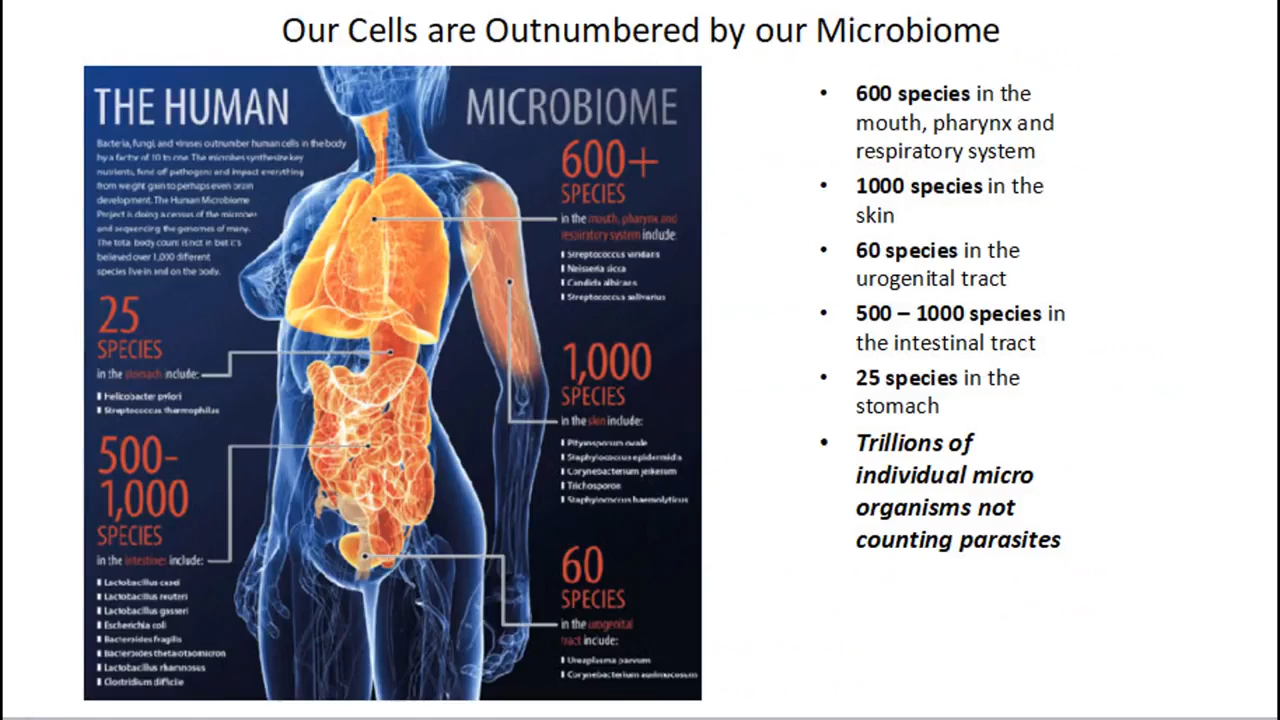 Our Cells are Outnumbered by our Microbiome
THE HUMAN MICROBIOME
Bacteria, fungi, and viruses outnumber human cells in the body
by a factor of 10 to one. The microbes synthesize key
nutrients, fend off pathogens and impact everything
from weight gain to perhaps even brain
development. The Human Microbiome
Project is doing a census of the microbes
and sequencing the genomes of many.
The total body count is not in but it's
believed over 1,000 different
species live in and on the body.
25
SPECIES
in the stomach include:
Helicobacter pylori
Streptococcus thermophilus
500-
1,000
SPECIES
in the intestines include:
Lactobacillus casei
Lactobacillus reuteri
Lactobacillus gasseri
Escherichia coli
Bacteroides fragilis
Bacteroides thetaiotaomicron
Lactobacillus rhamnosus
Clostridium difficile
600+
SPECIES
in the mouth, pharynx and
respiratory system include:
Streptococcus viridans
Neisseria sicca
Candida albicans
Streptococcus salivarius
1,000
SPECIES
in the skin include:
Pityosporum ovale
Staphylococcus epidermidis
Corynebacterium jeikeium
Trichosporon
Staphylococcus haemolyticus
60
SPECIES
in the urogenital
tract include:
Ureaplasma parvum
Corynebacterium aurimucosum
• 600 species in the
mouth, pharynx and
respiratory system
• 1000 species in the
skin
• 60 species in the
urogenital tract
• 500 – 1000 species in
the intestinal tract
• 25 species in the
stomach
• Trillions of
individual micro
organisms not
counting parasites